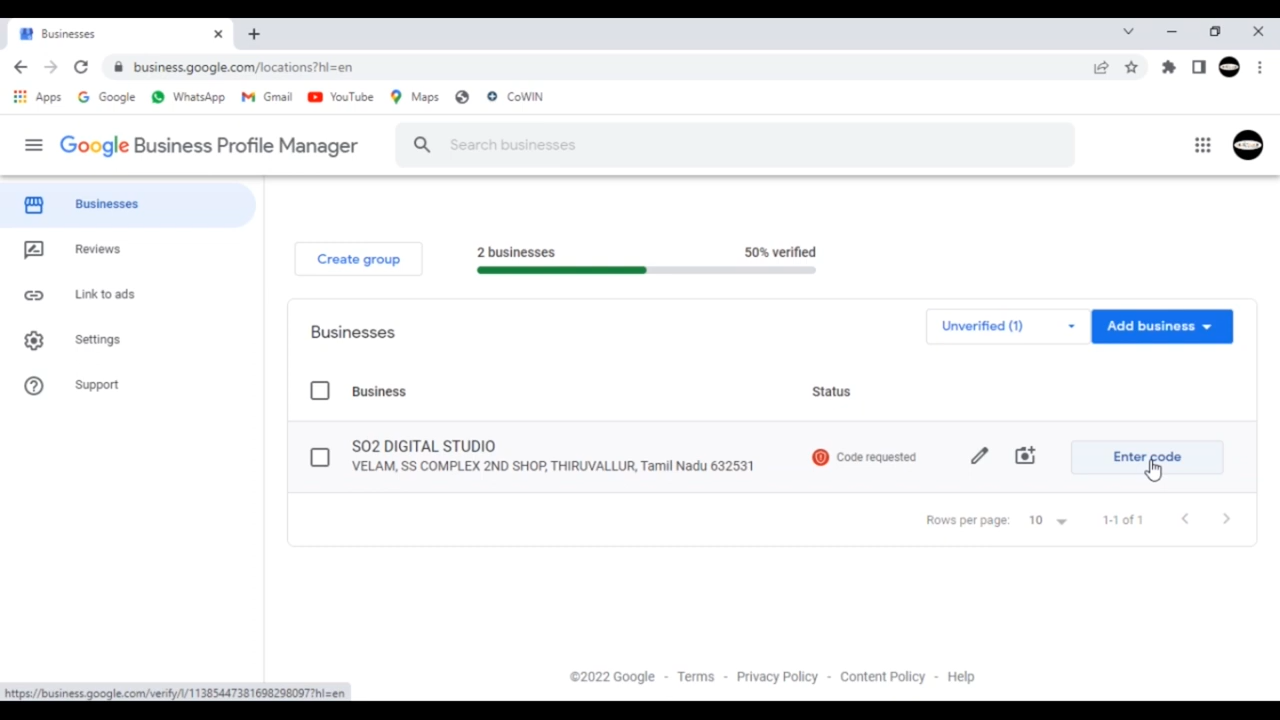 Businesses
business.google.com/locations?hl=en
Apps Google WhatsApp Gmail YouTube Maps CoWIN
Google Business Profile Manager Search businesses
Businesses
Reviews
Link to ads
Settings
Support
Create group 2 businesses 50% verified
Businesses Unverified (1) Add business
Business Status
SO2 DIGITAL STUDIO
VELAM, SS COMPLEX 2ND SHOP, THIRUVALLUR, Tamil Nadu 632531
Code requested Enter code
Rows per page: 10 1-1 of 1
©2022 Google - Terms - Privacy Policy - Content Policy - Help
https://business.google.com/verify/l/11385447381698298097?hl=en